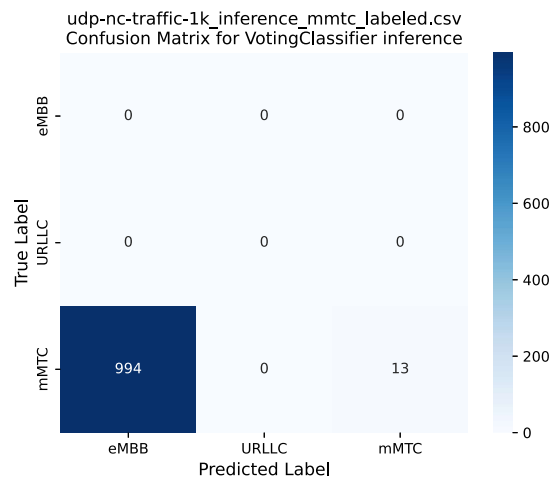 udp-nc-traffic-1k_inference_mmtc_labeled.csv
Confusion Matrix for VotingClassifier inference
True Label
eMBB
0 0 0
URLLC
0 0 0
mMTC
994 0 13
eMBB URLLC mMTC
Predicted Label
800
600
400
200
0